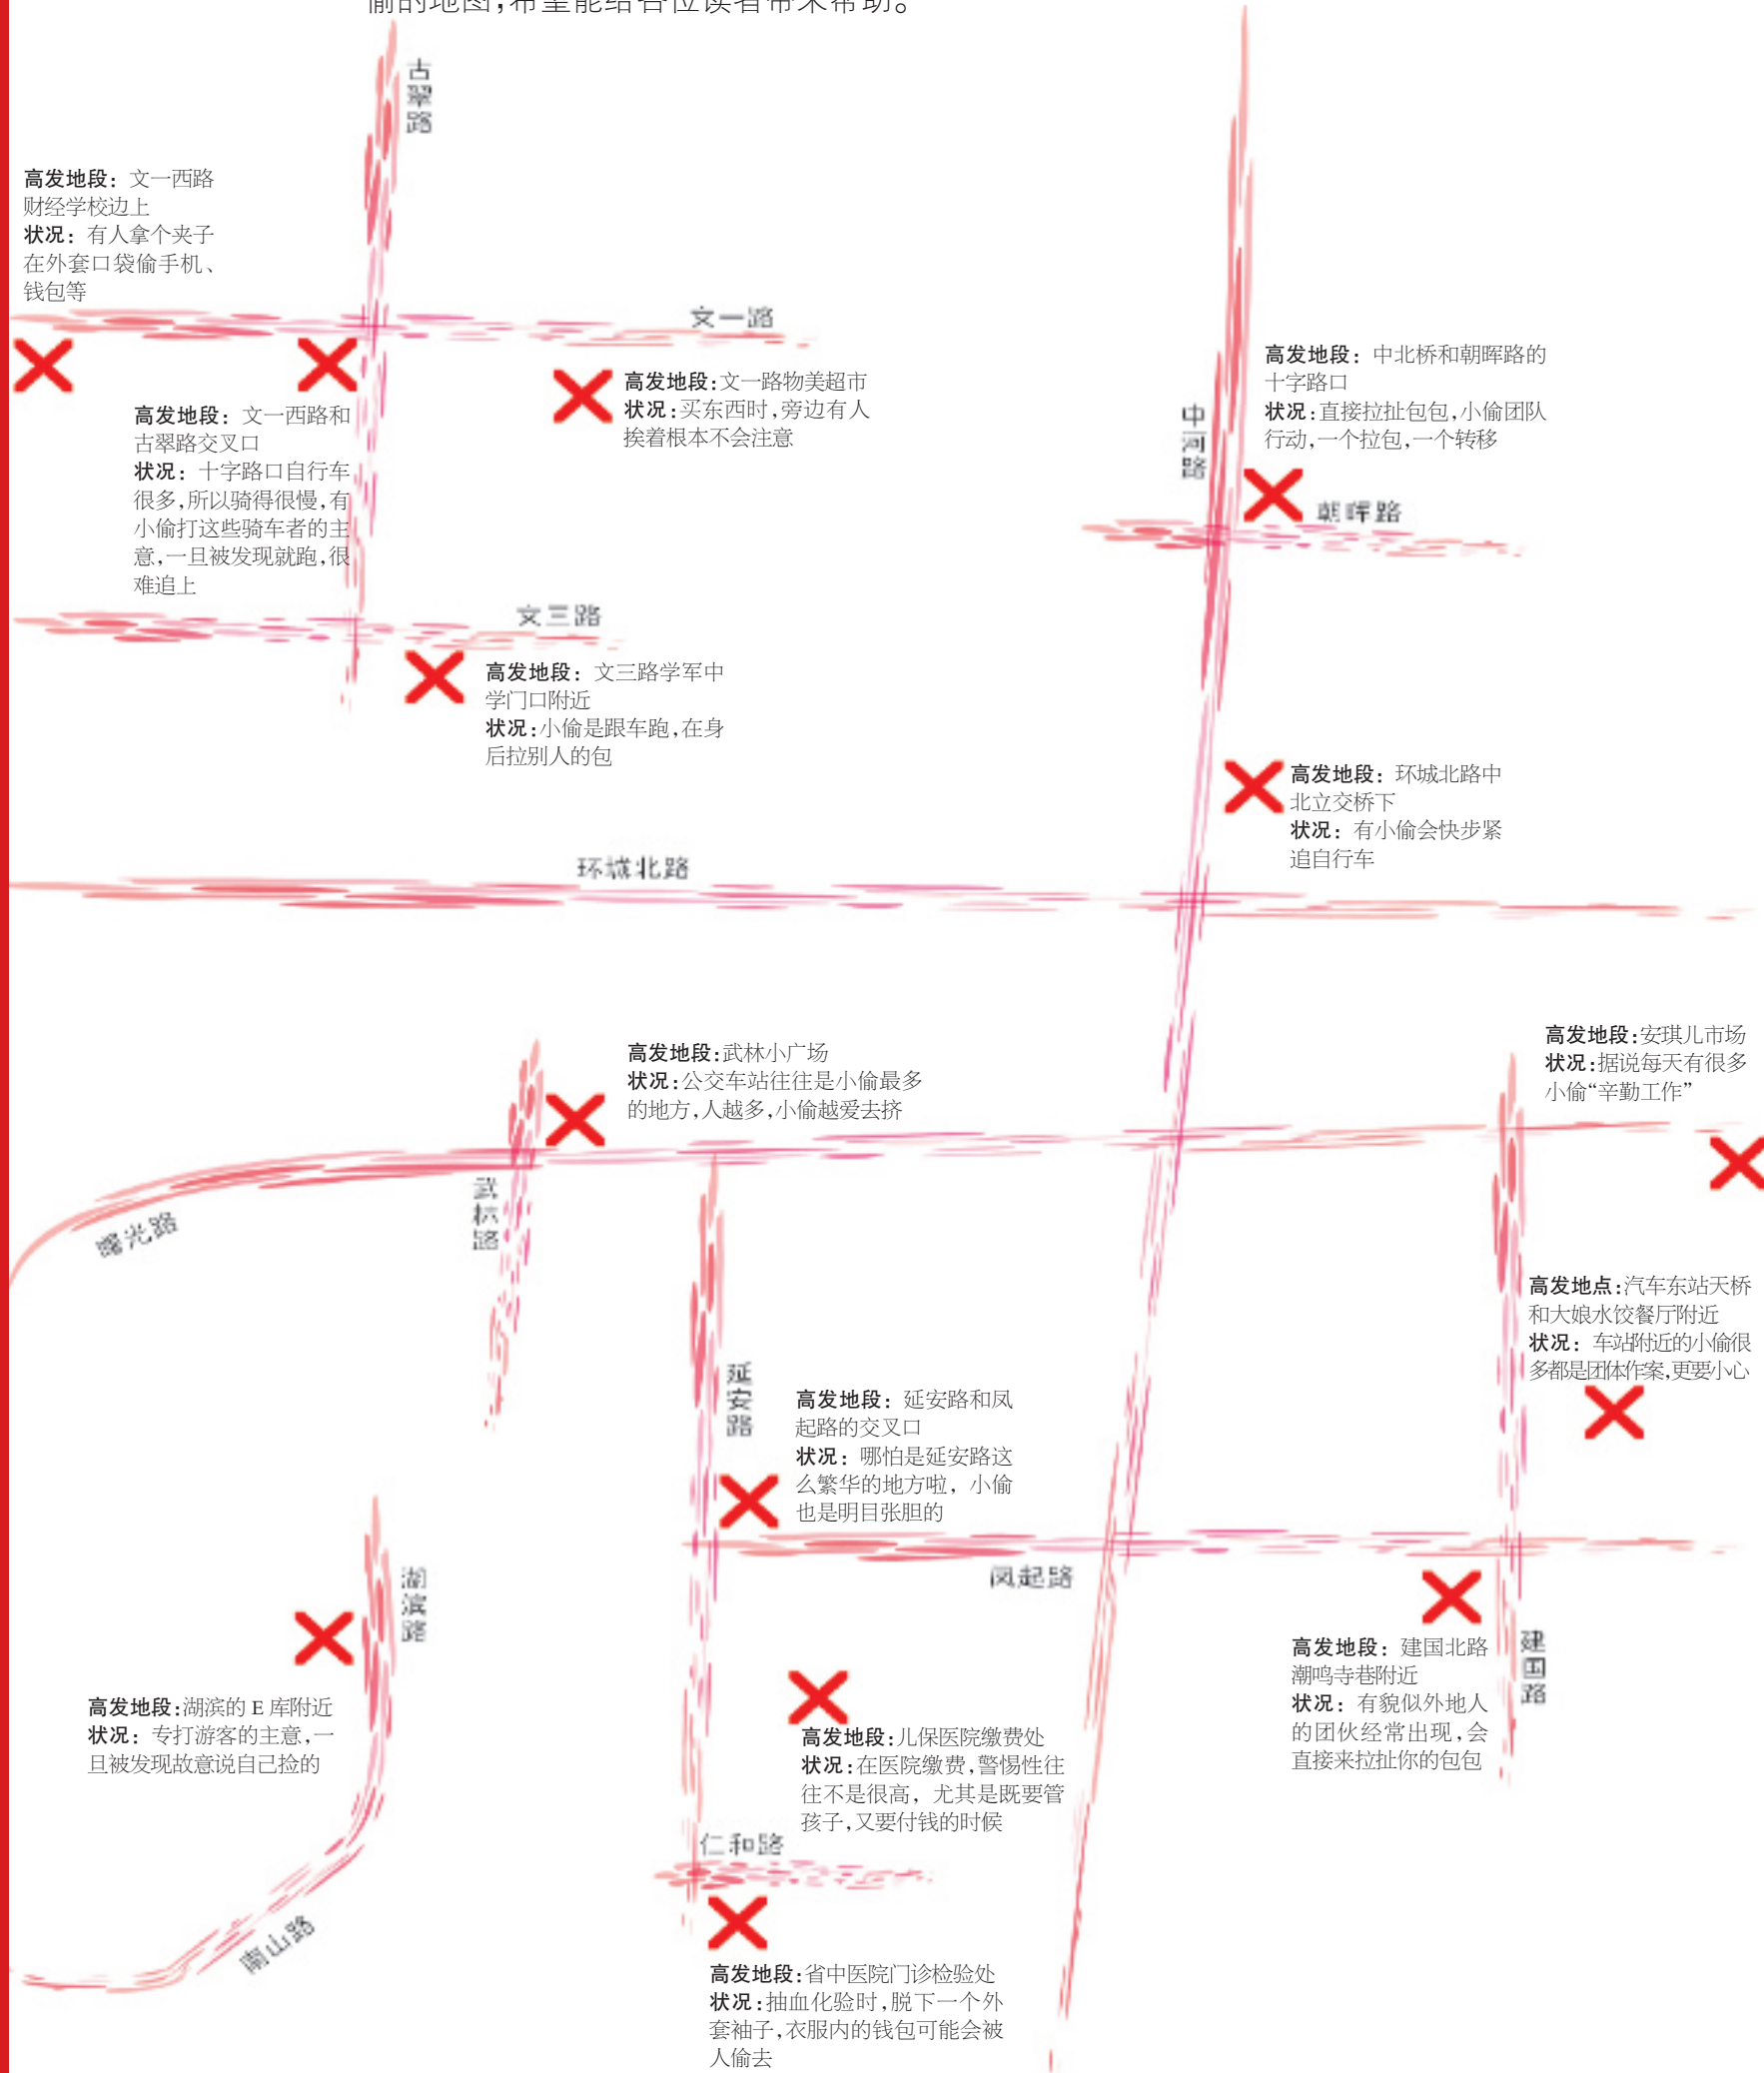 偷的地图，希望能给各位读者带来帮助。
古翠路
高发地段：文一西路
财经学校边上
状况：有人拿个夹子
在外套口袋偷手机、
钱包等
文一路
高发地段：文一西路和
古翠路交叉口
状况：十字路口自行车
很多，所以骑得很慢，有
小偷打这些骑车者的主
意，一旦被发现就跑，很
难追上
高发地段：文一路物美超市
状况：买东西时，旁边有人
挨着根本不会注意
中河路
高发地段：中北桥和朝晖路的
十字路口
状况：直接拉扯包包，小偷团队
行动，一个拉包，一个转移
朝晖路
文三路
高发地段：文三路学军中
学门口附近
状况：小偷是跟车跑，在身
后拉别人的包
高发地段：环城北路中
北立交桥下
状况：有小偷会快步紧
追自行车
环城北路
高发地段：武林小广场
状况：公交车站往往是小偷最多
的地方，人越多，小偷越爱去挤
高发地段：安琪儿市场
状况：据说每天有很多
小偷“辛勤工作”
曙光路
武林路
高发地点：汽车东站天桥
和大娘水饺餐厅附近
状况：车站附近的小偷很
多都是团体作案，更要小心
延安路
高发地段：延安路和凤
起路的交叉口
状况：哪怕是延安路这
么繁华的地方啦，小偷
也是明目张胆的
凤起路
湖滨路
高发地段：湖滨的 E 库附近
状况：专打游客的主意，一
旦被发现故意说自己捡的
高发地段：儿保医院缴费处
状况：在医院缴费，警惕性往
往不是很高，尤其是既要管
孩子，又要付钱的时候
高发地段：建国北路
潮鸣寺巷附近
状况：有貌似外地人
的团伙经常出现，会
直接来拉扯你的包包
建国路
仁和路
南山路
高发地段：省中医院门诊检验处
状况：抽血化验时，脱下一个外
套袖子，衣服内的钱包可能会被
人偷去